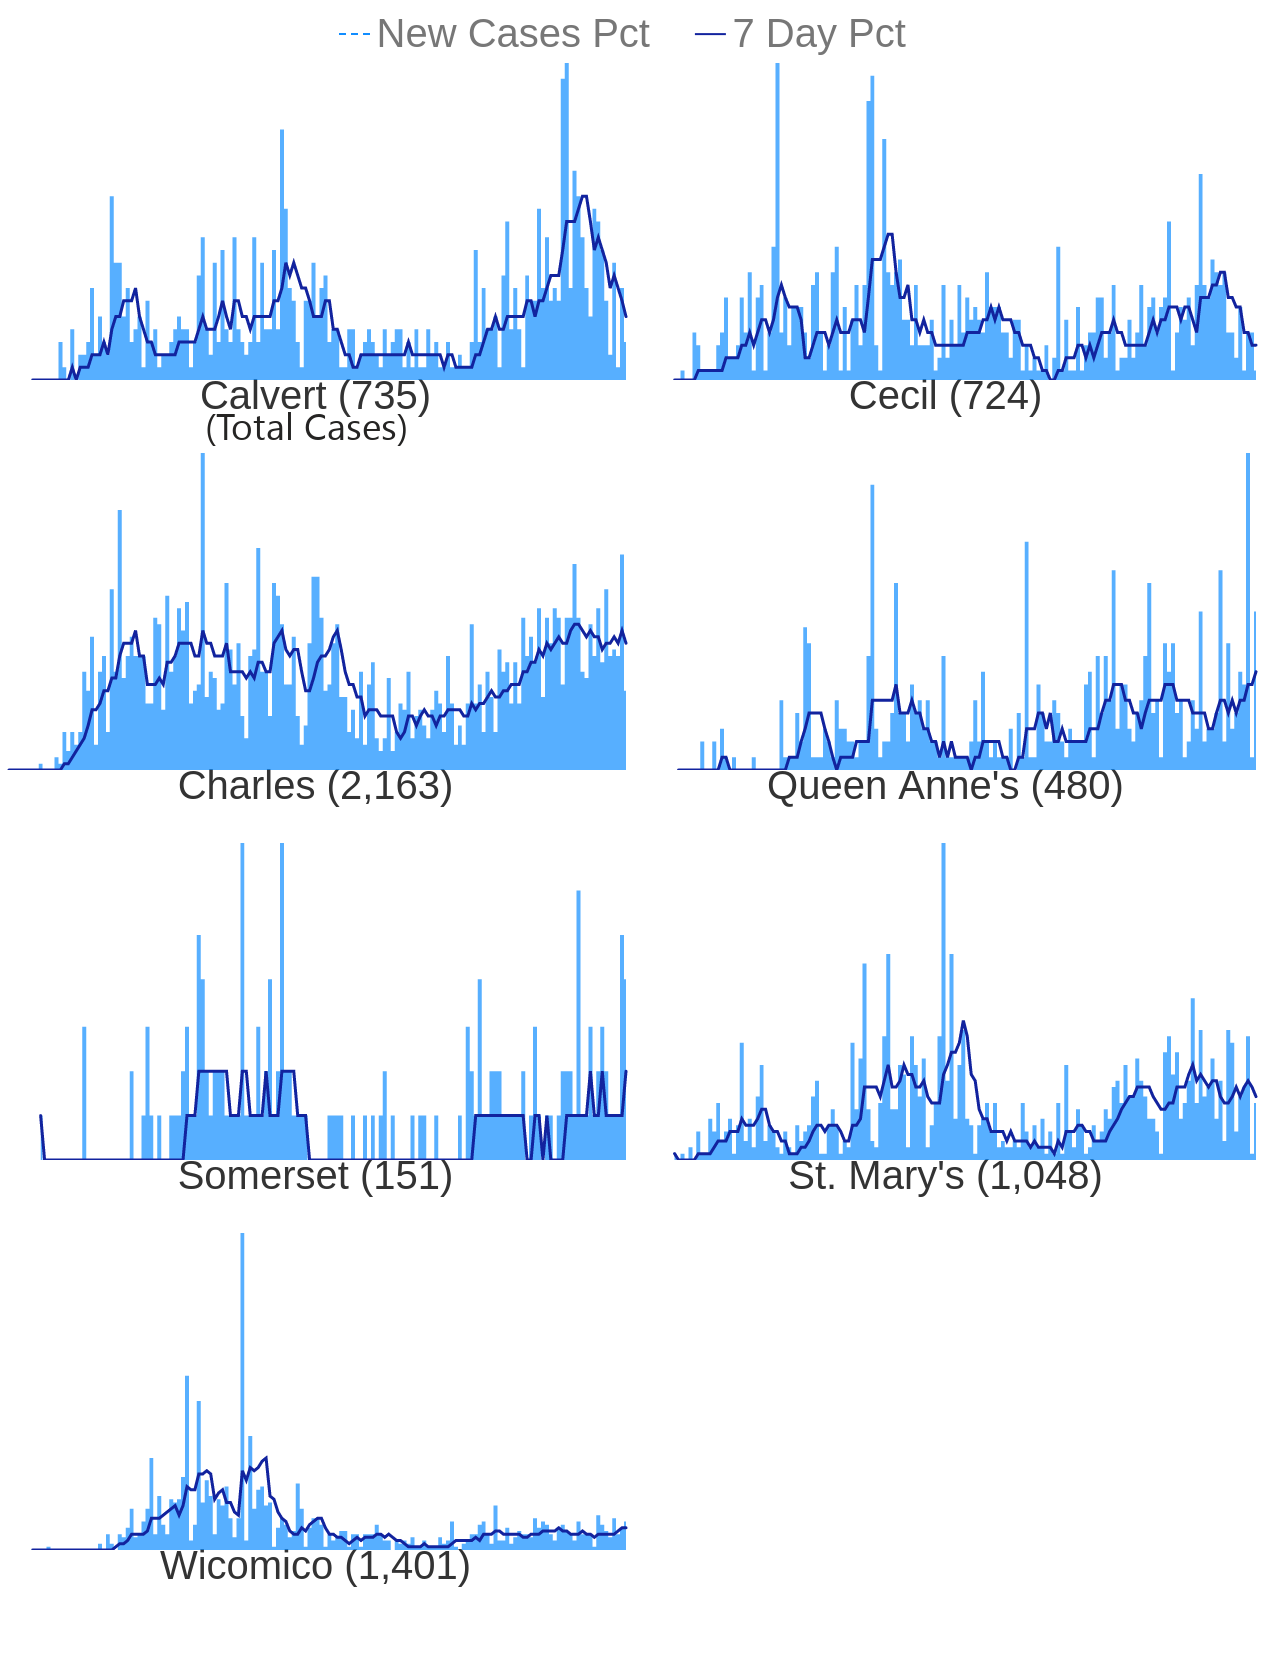 New Cases Pct 7 Day Pct
Calvert (735) Cecil (724)
(Total Cases)
Charles (2,163) Queen Anne's (480)
Somerset (151) St. Mary's (1,048)
Wicomico (1,401)